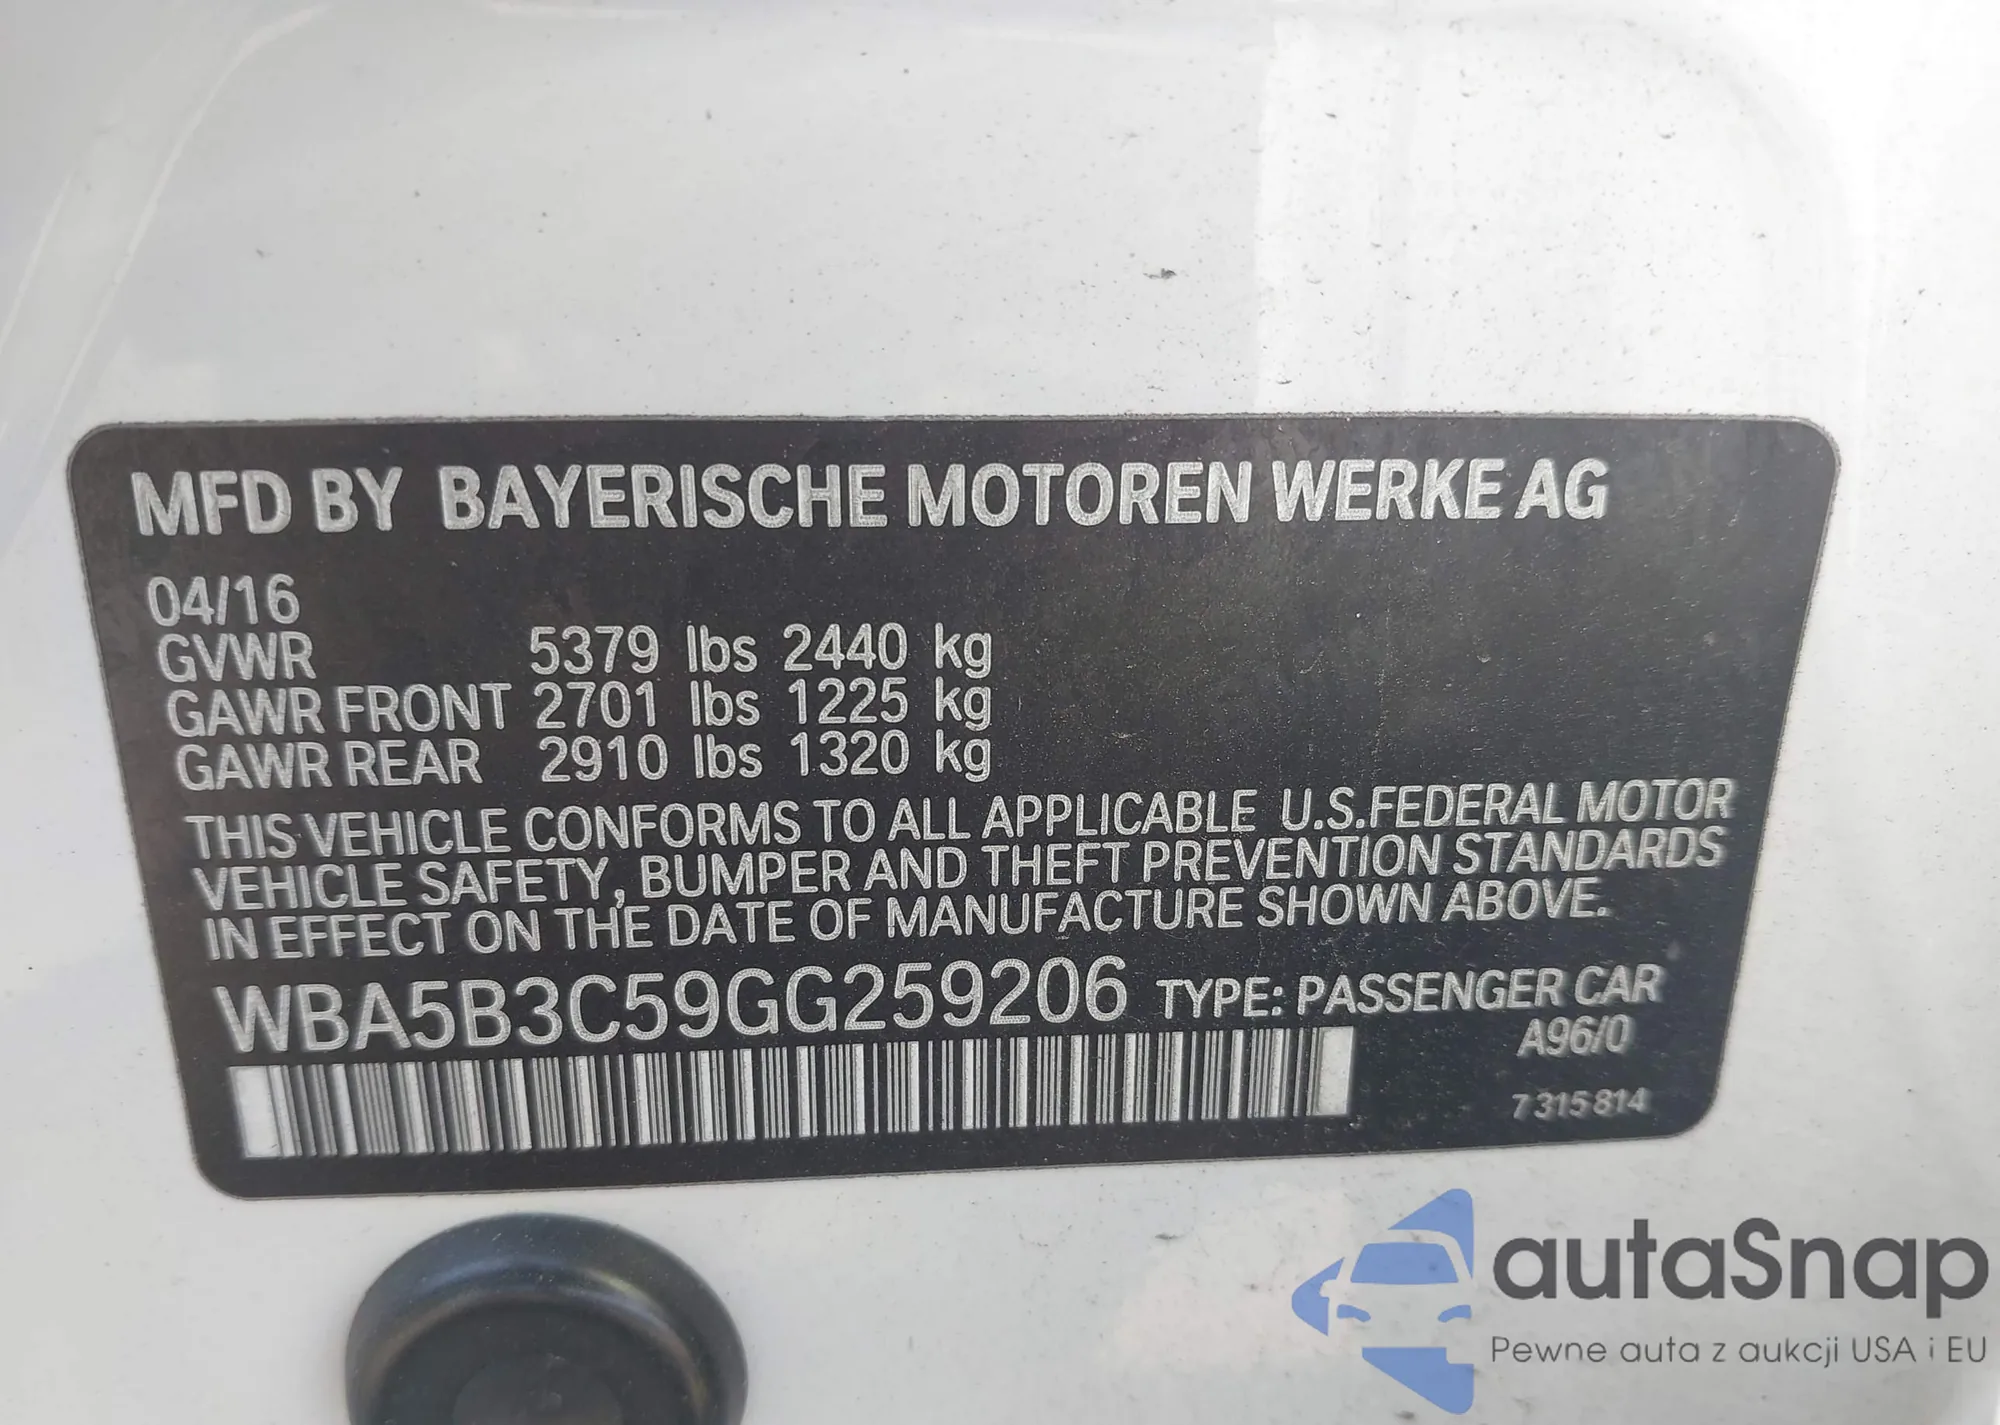 MFD BY BAYERISCHE MOTOREN WERKE AG
04/16
GVWR 5379 lbs 2440 kg
GAWR FRONT 2701 lbs 1225 kg
GAWR REAR 2910 lbs 1320 kg
THIS VEHICLE CONFORMS TO ALL APPLICABLE U.S.FEDERAL MOTOR
VEHICLE SAFETY, BUMPER AND THEFT PREVENTION STANDARDS
IN EFFECT ON THE DATE OF MANUFACTURE SHOWN ABOVE.
WBA5B3C59GG259206 TYPE: PASSENGER CAR
A96/0
7 315 814
autaSnap
Pewne auta z aukcji USA i EU